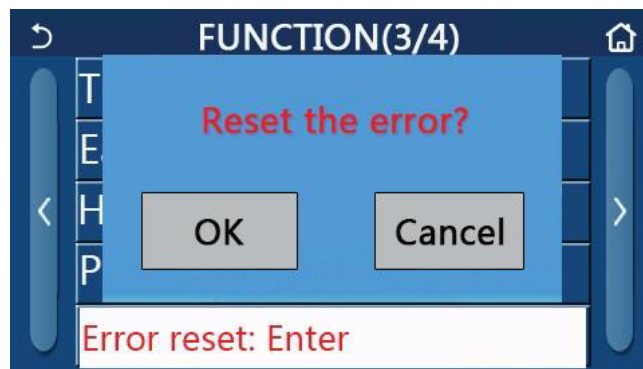 FUNCTION(3/4)
T
Reset the error?
E
H
OK
Cancel
P
Error reset: Enter